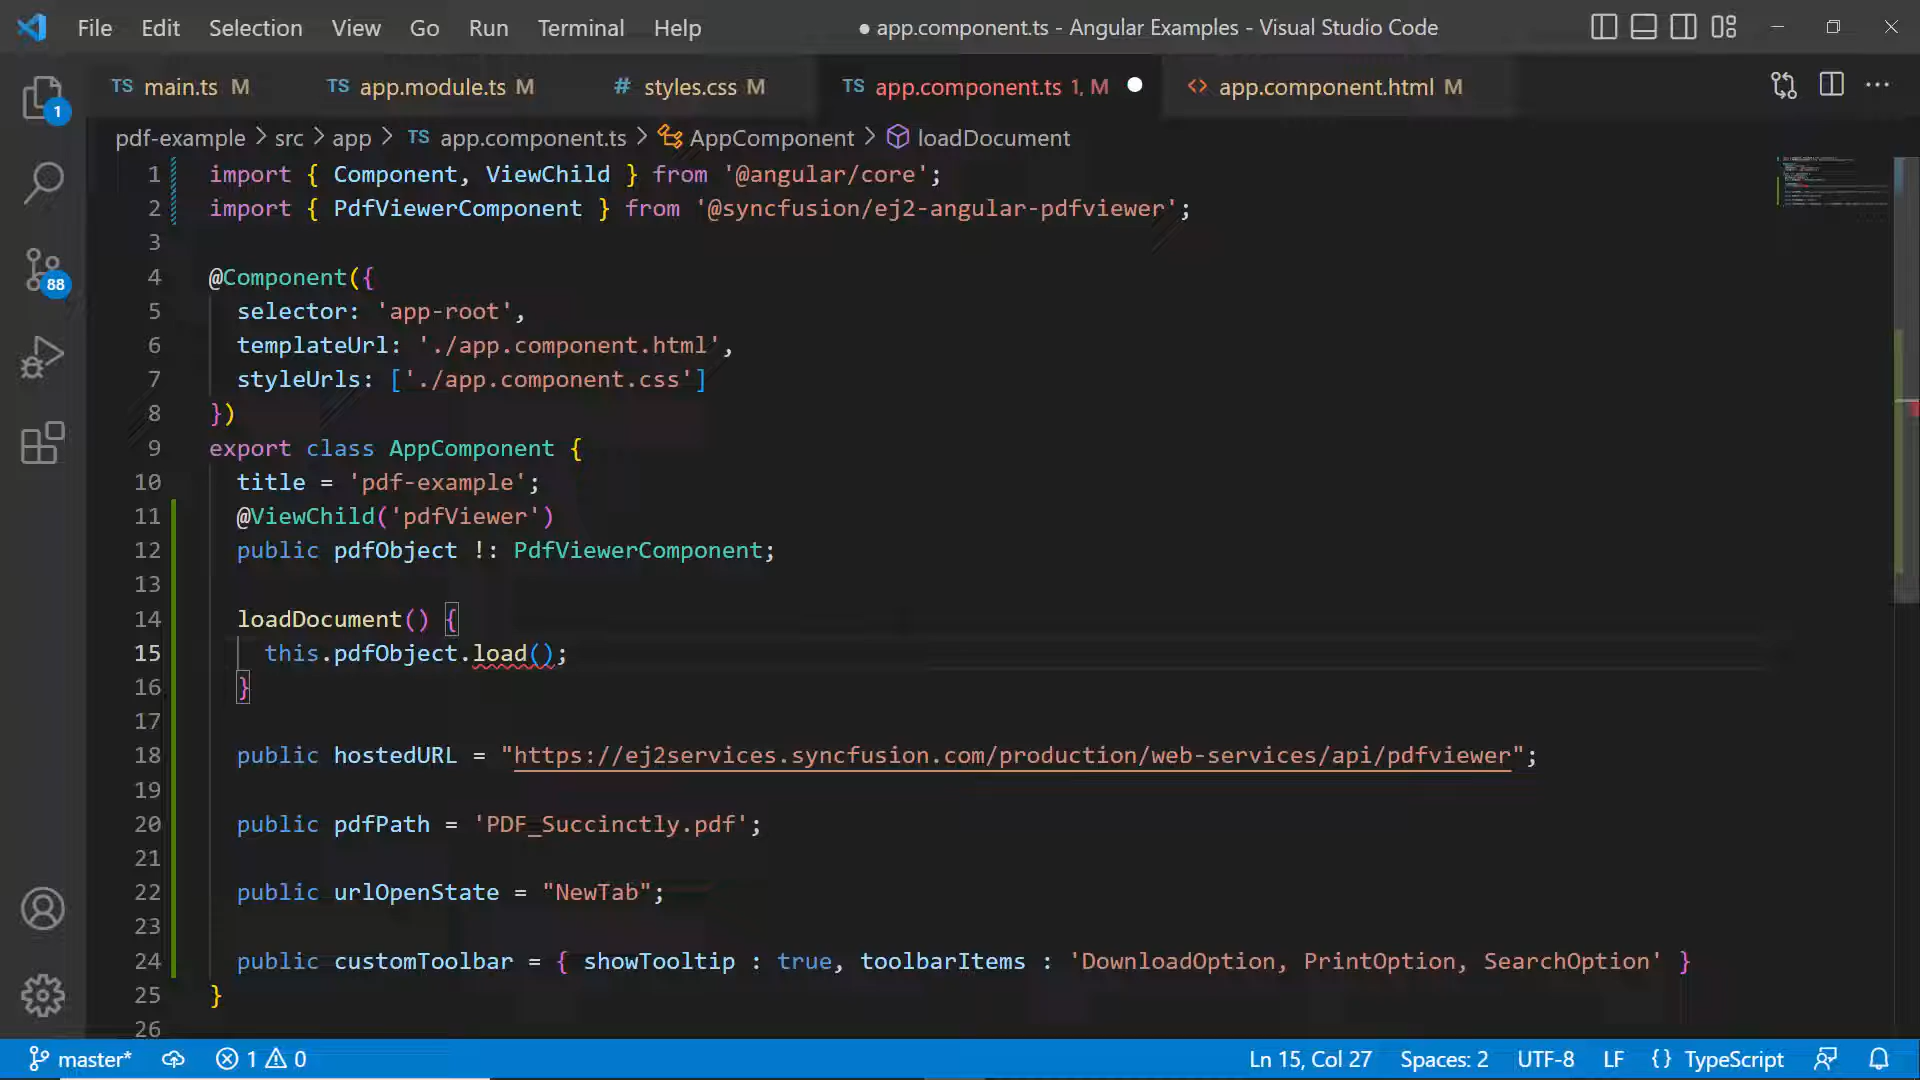 File Edit Selection View Go Run Terminal Help ● app.component.ts - Angular Examples - Visual Studio Code
TS main.ts M TS app.module.ts M # styles.css M TS app.component.ts 1, M <> app.component.html M
pdf-example > src > app > TS app.component.ts > AppComponent > loadDocument
1 import { Component, ViewChild } from '@angular/core';
2 import { PdfViewerComponent } from '@syncfusion/ej2-angular-pdfviewer';
3
4 @Component({
5 selector: 'app-root',
6 templateUrl: './app.component.html',
7 styleUrls: ['./app.component.css']
8 })
9 export class AppComponent {
10 title = 'pdf-example';
11 @ViewChild('pdfViewer')
12 public pdfObject !: PdfViewerComponent;
13
14 loadDocument() {
15 this.pdfObject.load();
16 }
17
18 public hostedURL = "https://ej2services.syncfusion.com/production/web-services/api/pdfviewer";
19
20 public pdfPath = 'PDF_Succinctly.pdf';
21
22 public urlOpenState = "NewTab";
23
24 public customToolbar = { showTooltip : true, toolbarItems : 'DownloadOption, PrintOption, SearchOption' }
25 }
26
1
88
master* 1 0 Ln 15, Col 27 Spaces: 2 UTF-8 LF {} TypeScript